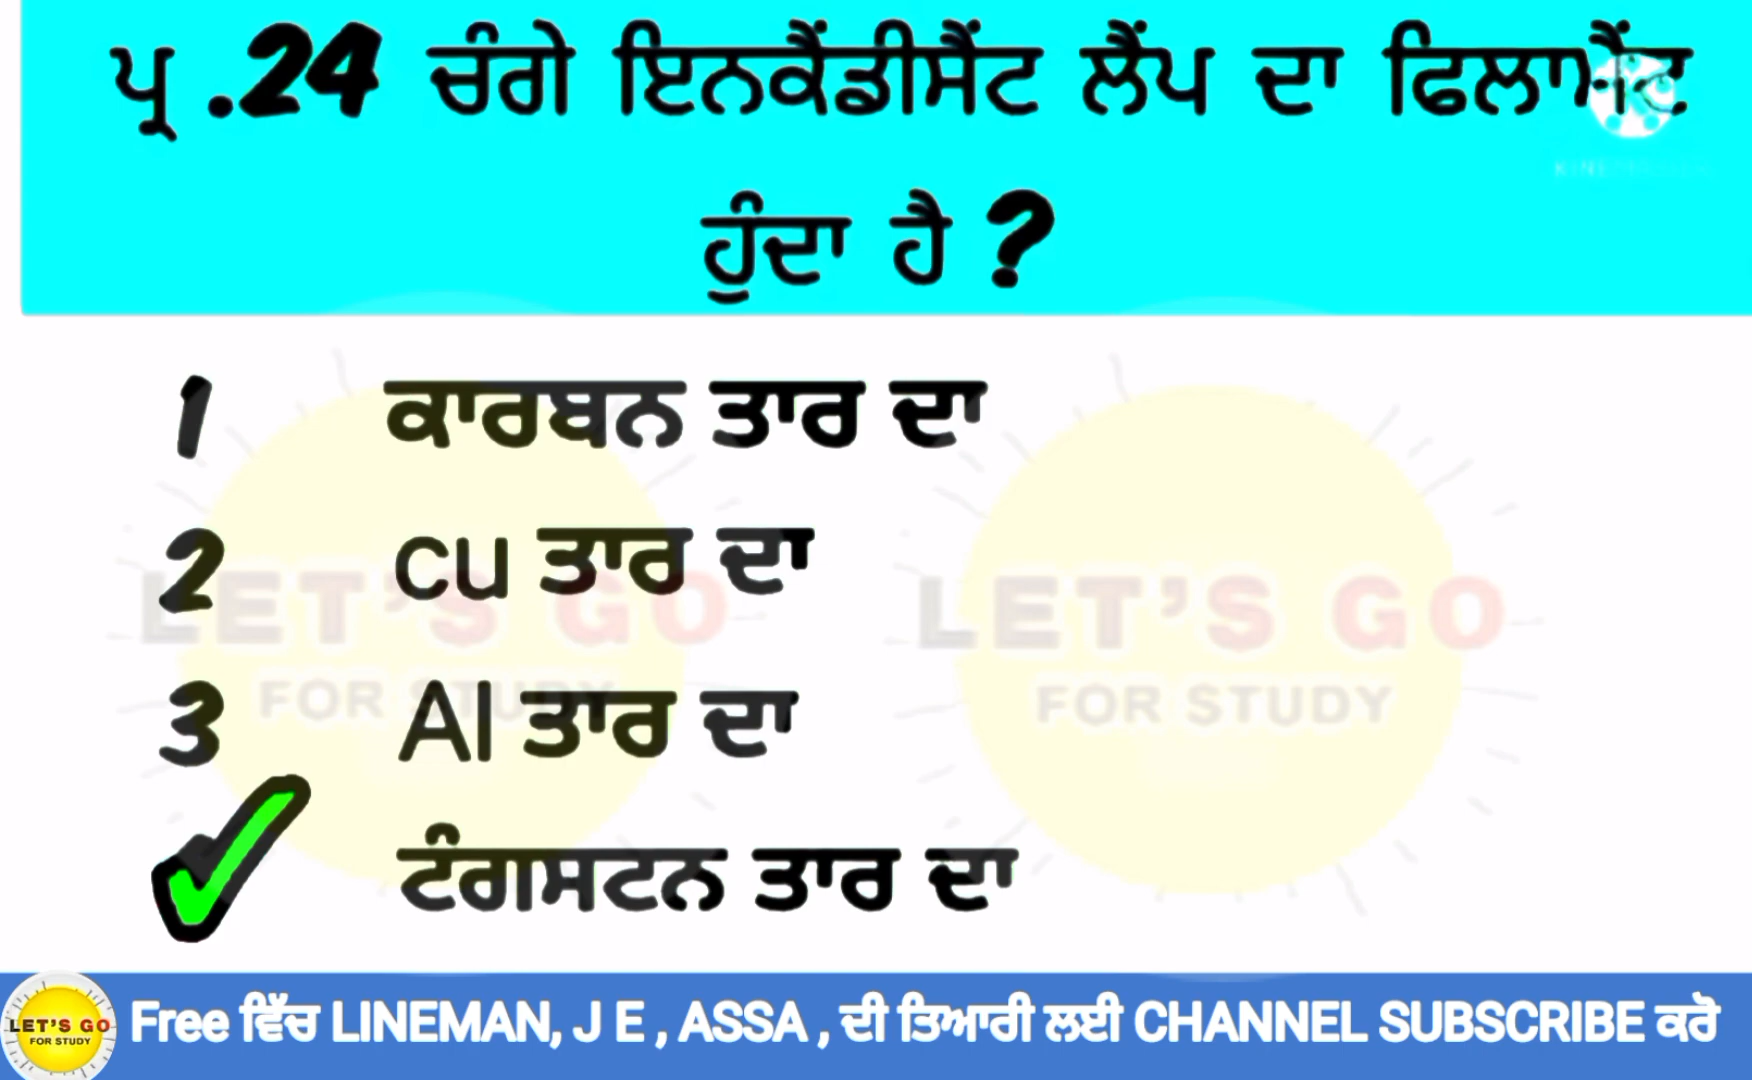 ਪ੍ਰ .24 ਚੰਗੇ ਇਨਕੈਂਡੀਸੈਂਟ ਲੈਂਪ ਦਾ ਫਿਲਾਮੈਂਟ
ਹੁੰਦਾ ਹੈ ?
1 ਕਾਰਬਨ ਤਾਰ ਦਾ
2 cu ਤਾਰ ਦਾ
3 Al ਤਾਰ ਦਾ
ਟੰਗਸਟਨ ਤਾਰ ਦਾ
LET'S GO LET'S GO
FOR STUDY FOR STUDY
LET'S GO
FOR STUDY
Free ਵਿੱਚ LINEMAN, J E , ASSA , ਦੀ ਤਿਆਰੀ ਲਈ CHANNEL SUBSCRIBE ਕਰੋ